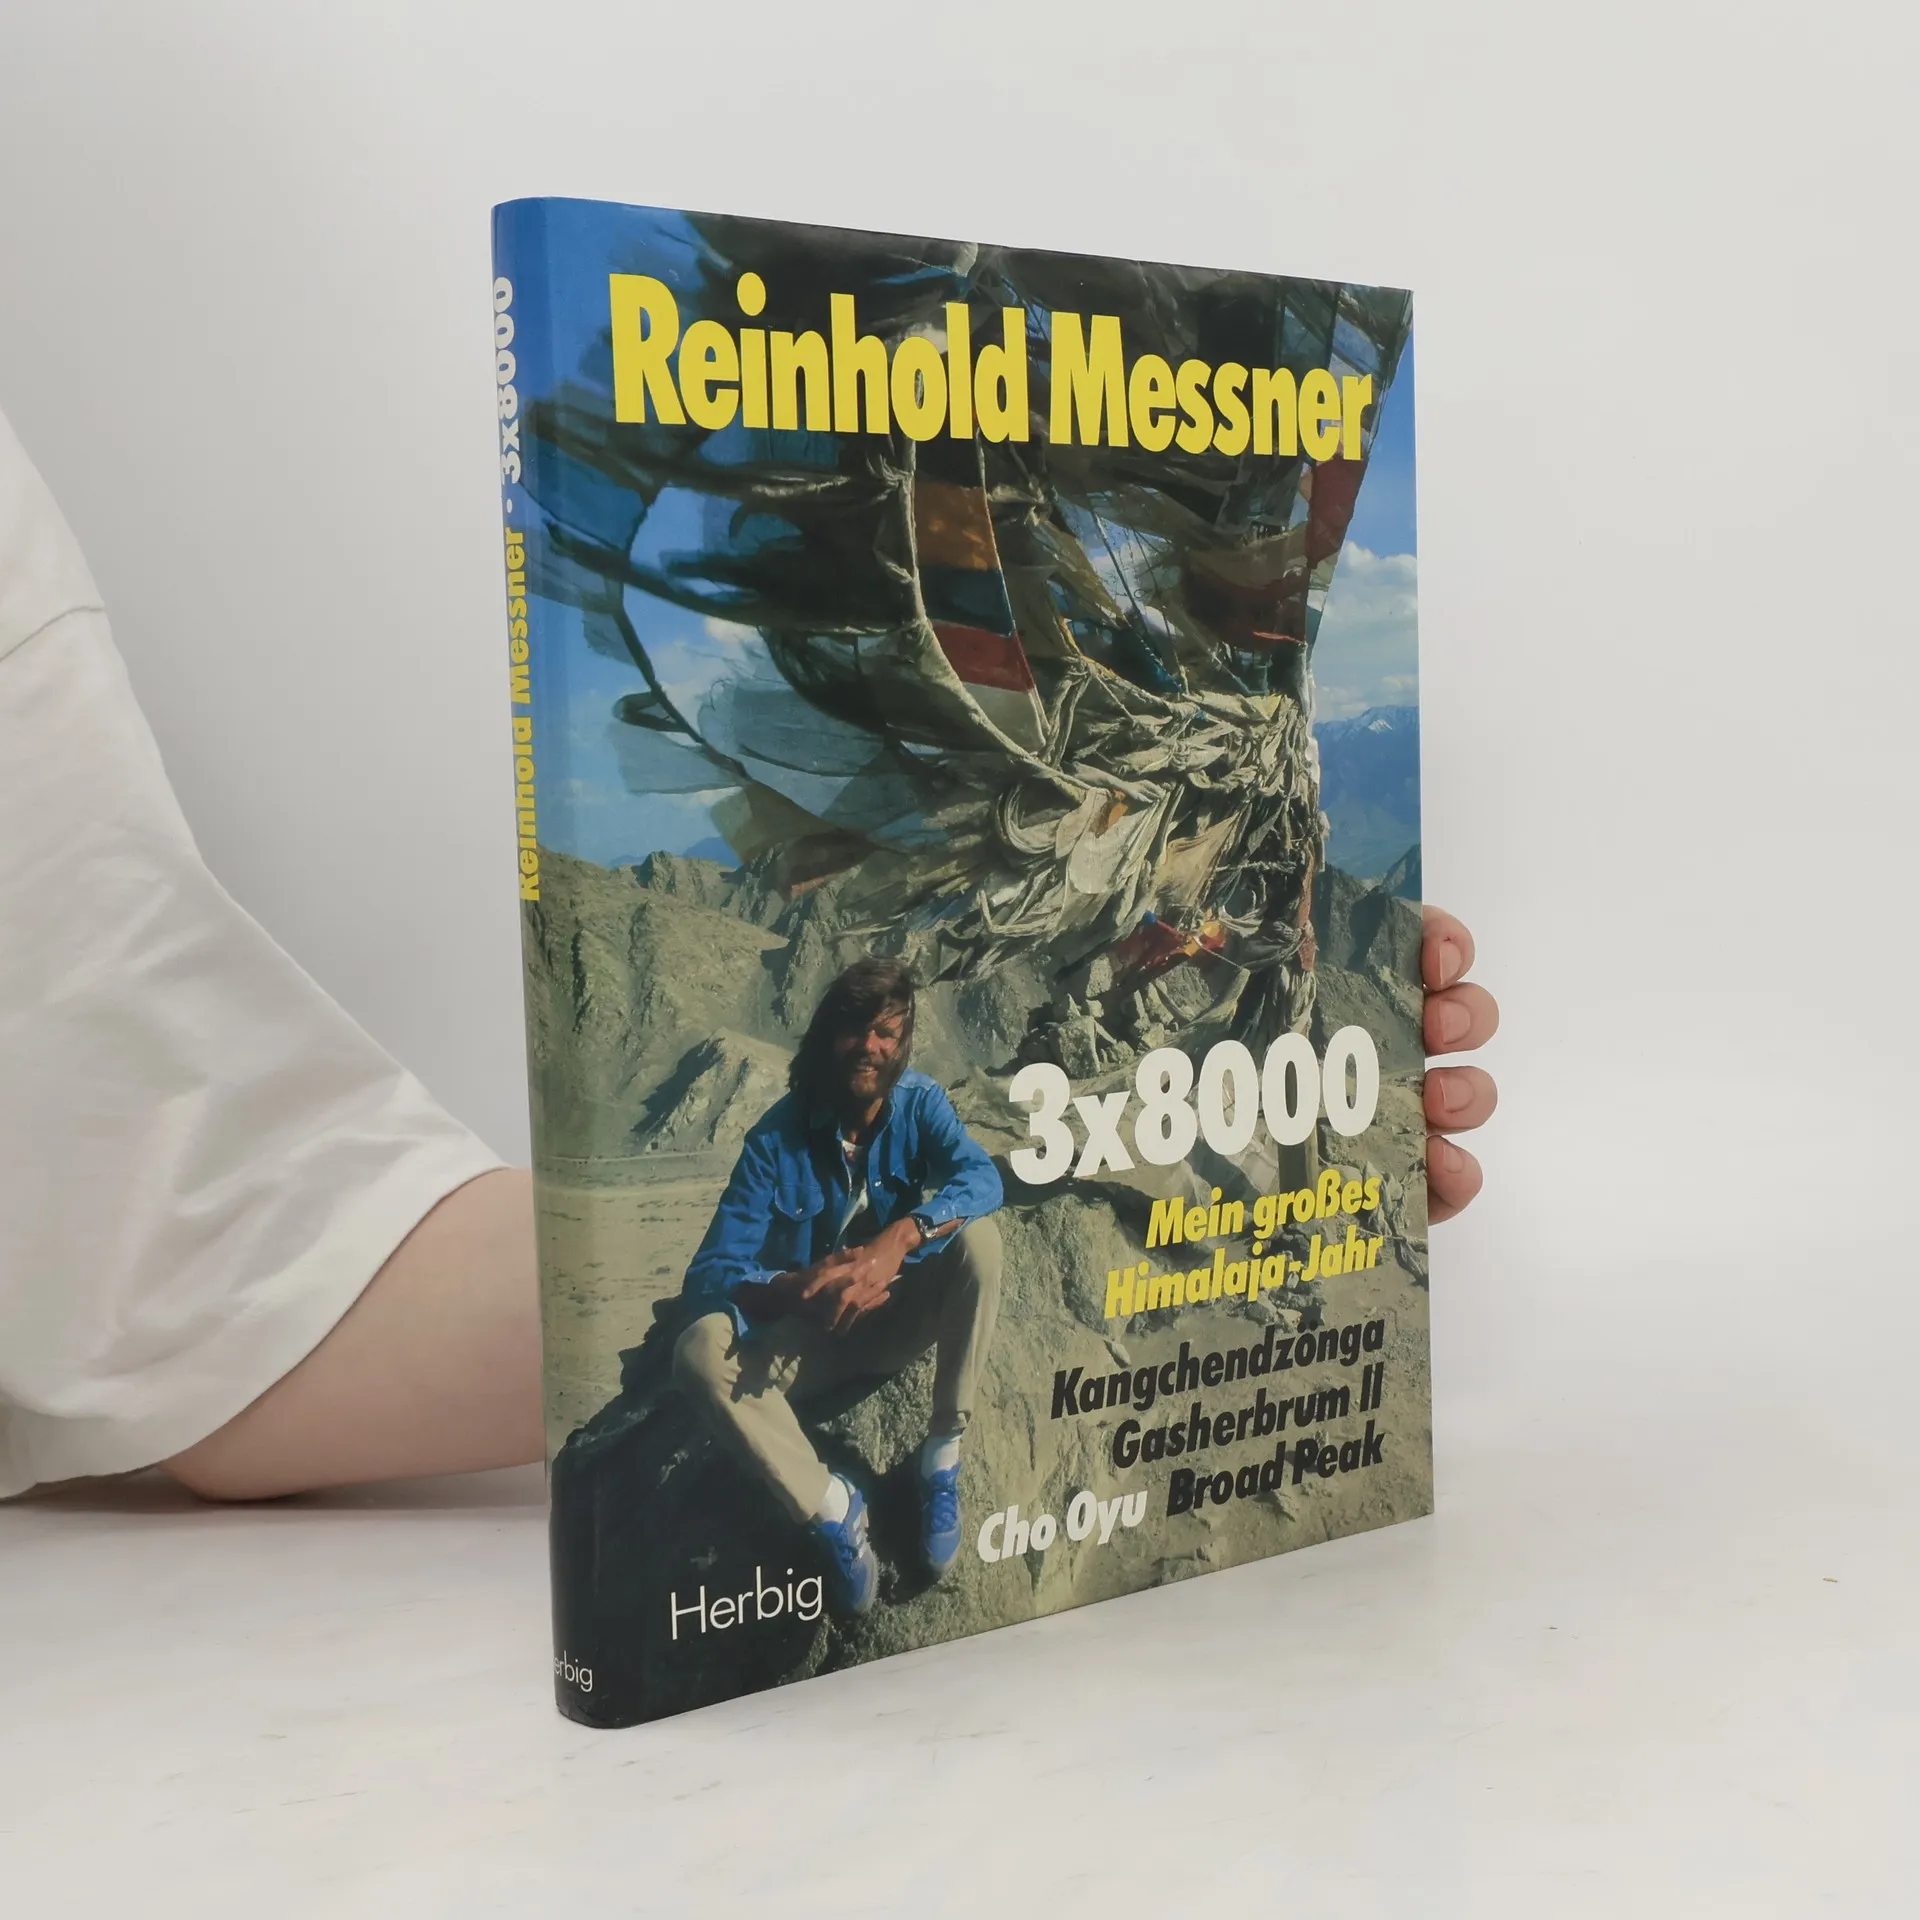 Reinhold Messner · 3x8000
Reinhold Messner
3x8000
Mein großes
Himalaja-Jahr
Kangchendzönga
Gasherbrum II
Broad Peak
Cho Oyu
Herbig
erbig